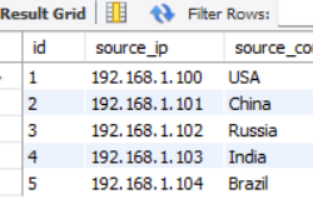 Result Grid Filter Rows:
id source_ip source_cou
1 192.168.1.100 USA
2 192.168.1.101 China
3 192.168.1.102 Russia
4 192.168.1.103 India
5 192.168.1.104 Brazil